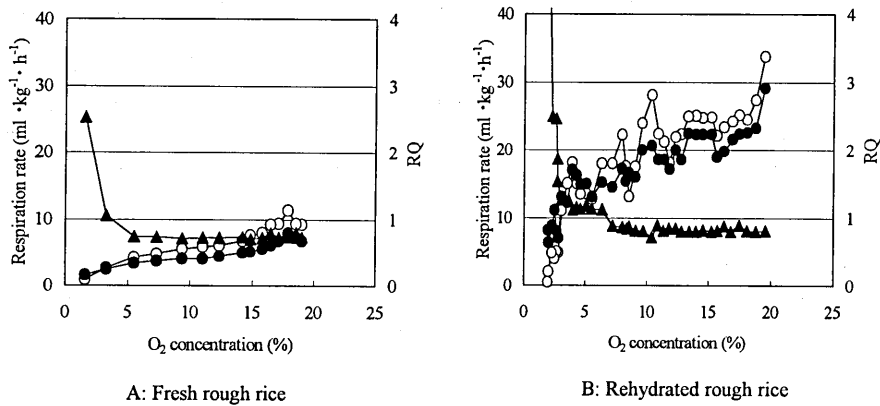 40
30
20
10
0
Respiration rate (ml・kg⁻¹・h⁻¹)
4
3
2
1
0
RQ
0 5 10 15 20 25
O₂ concentration (%)
A: Fresh rough rice
40
30
20
10
0
Respiration rate (ml・kg⁻¹・h⁻¹)
4
3
2
1
0
RQ
0 5 10 15 20 25
O₂ concentration (%)
B: Rehydrated rough rice